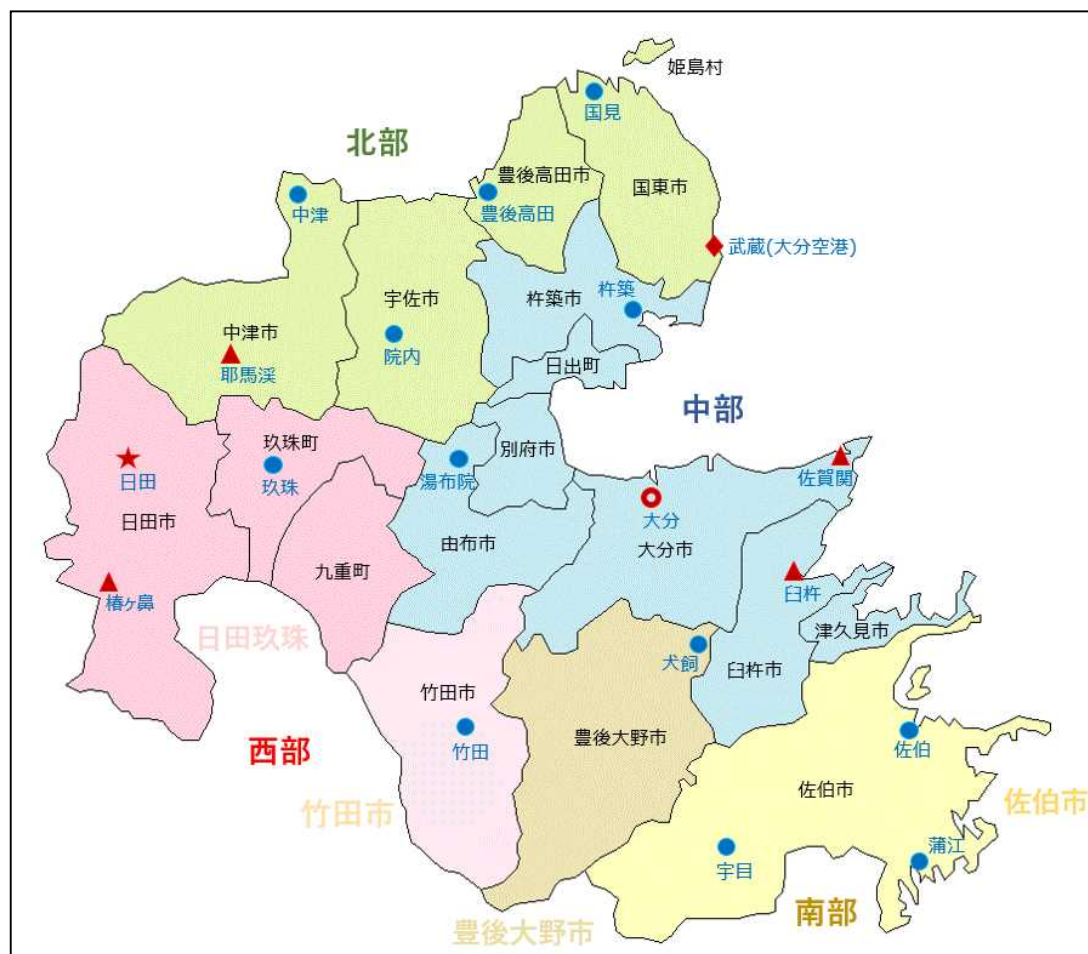 姫島村
国見
北部
豊後高田市
国東市
中津
豊後高田
武蔵(大分空港)
杵築市
杵築
宇佐市
中津市
院内
日出町
耶馬渓
中部
玖珠町
別府市
日田
玖珠
湯布院
佐賀関
日田市
大分
由布市
大分市
九重町
椿ヶ鼻
臼杵
日田玖珠
津久見市
犬飼
臼杵市
竹田市
豊後大野市
西部
竹田
佐伯
佐伯市
竹田市
佐伯市
宇目
蒲江
南部
豊後大野市